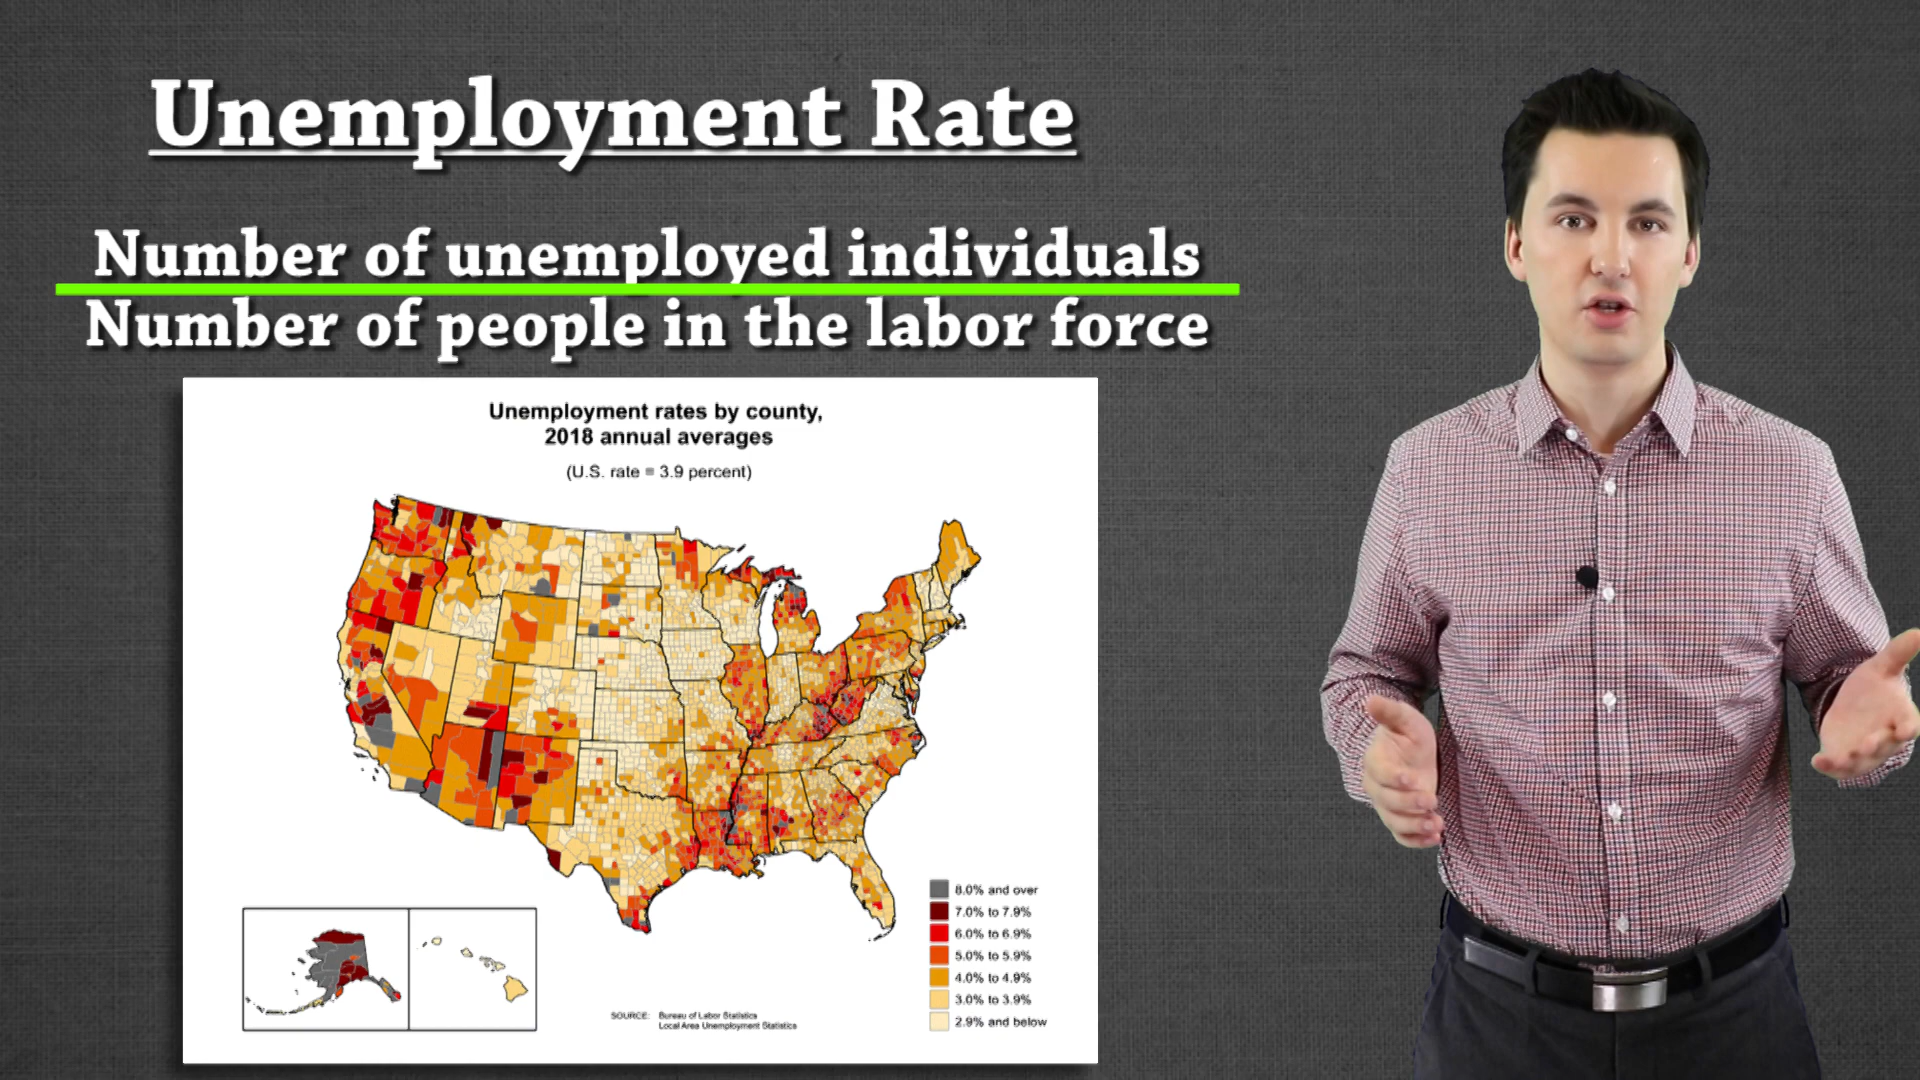 Unemployment Rate
Number of unemployed individuals
Number of people in the labor force
Unemployment rates by county,
2018 annual averages
(U.S. rate = 3.9 percent)
8.0% and over
7.0% to 7.9%
6.0% to 6.9%
5.0% to 5.9%
4.0% to 4.9%
3.0% to 3.9%
2.9% and below
SOURCE: Bureau of Labor Statistics
Local Area Unemployment Statistics